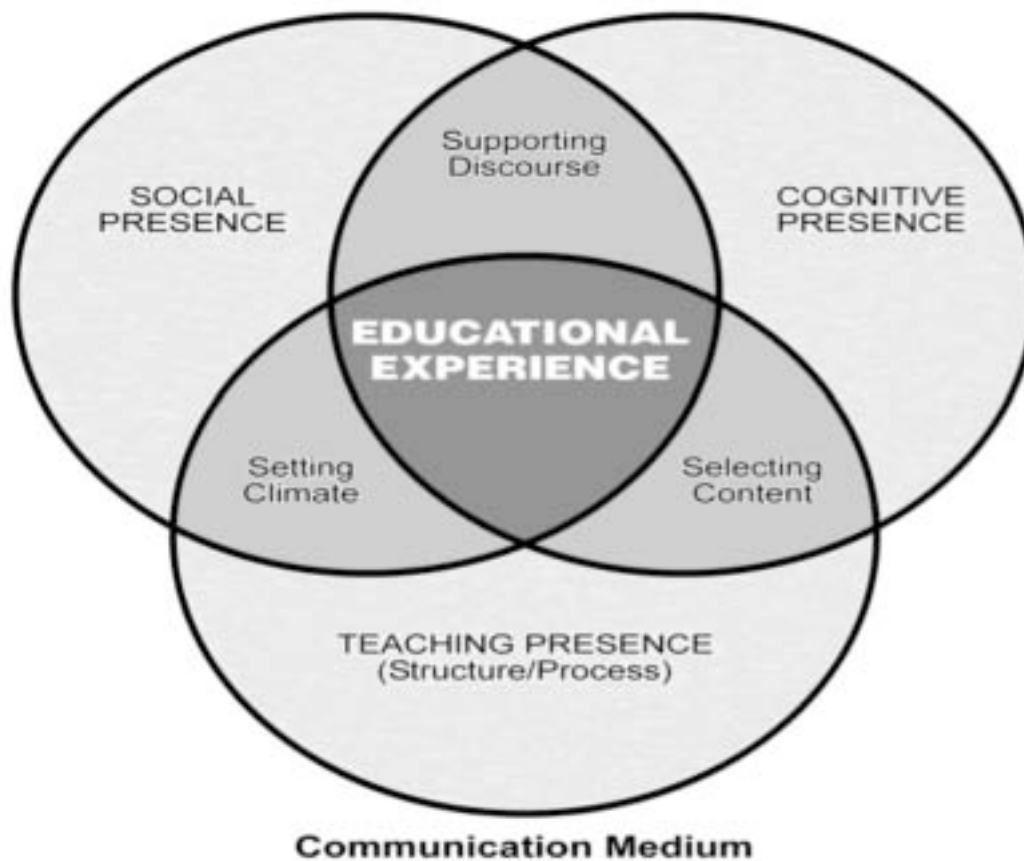 Supporting
Discourse
SOCIAL
PRESENCE
COGNITIVE
PRESENCE
EDUCATIONAL
EXPERIENCE
Setting
Climate
Selecting
Content
TEACHING PRESENCE
(Structure/Process)
Communication Medium